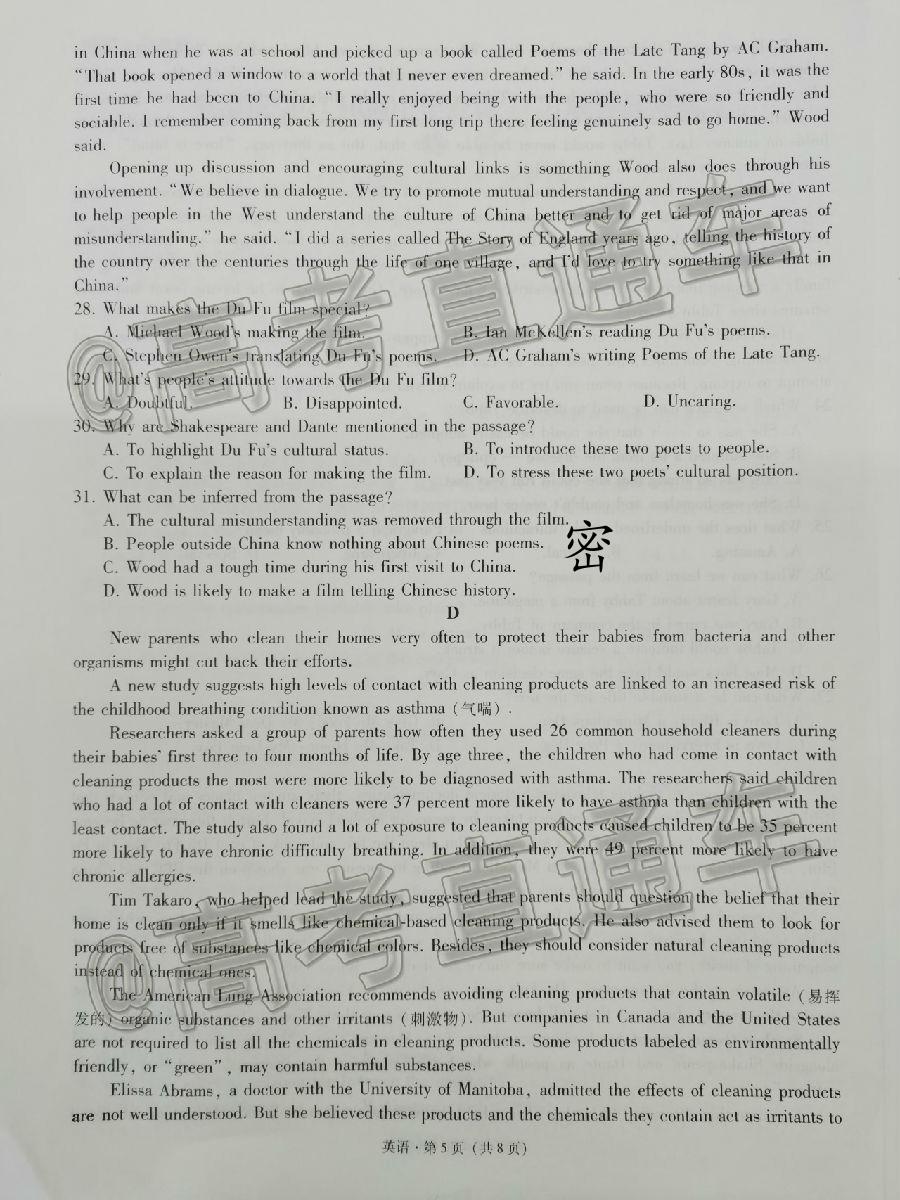 in China when he was at school and picked up a book called Poems of the Late Tang by AC Graham.
“That book opened a window to a world that I never even dreamed.” he said. In the early 80s, it was the
first time he had been to China. “I really enjoyed being with the people, who were so friendly and
sociable. I remember coming back from my first long trip there feeling genuinely sad to go home.” Wood
said.
Opening up discussion and encouraging cultural links is something Wood also does through his
involvement. “We believe in dialogue. We try to promote mutual understanding and respect, and we want
to help people in the West understand the culture of China better and to get rid of major areas of
misunderstanding.” he said. “I did a series called The Story of England years ago, telling the history of
the country over the centuries through the life of one village, and I'd love to try something like that in
China.”
28. What makes the Du Fu film special?
A. Michael Wood's making the film. B. Ian McKellen's reading Du Fu's poems.
C. Stephen Owen's translating Du Fu's poems. D. AC Graham's writing Poems of the Late Tang.
29. What's people's attitude towards the Du Fu film?
A. Doubtful. B. Disappointed. C. Favorable. D. Uncaring.
30. Why are Shakespeare and Dante mentioned in the passage?
A. To highlight Du Fu's cultural status. B. To introduce these two poets to people.
C. To explain the reason for making the film. D. To stress these two poets' cultural position.
31. What can be inferred from the passage?
A. The cultural misunderstanding was removed through the film.
B. People outside China know nothing about Chinese poems.
C. Wood had a tough time during his first visit to China.
D. Wood is likely to make a film telling Chinese history.
密
D
New parents who clean their homes very often to protect their babies from bacteria and other
organisms might cut back their efforts.
A new study suggests high levels of contact with cleaning products are linked to an increased risk of
the childhood breathing condition known as asthma (气喘).
Researchers asked a group of parents how often they used 26 common household cleaners during
their babies' first three to four months of life. By age three, the children who had come in contact with
cleaning products the most were more likely to be diagnosed with asthma. The researchers said children
who had a lot of contact with cleaners were 37 percent more likely to have asthma than children with the
least contact. The study also found a lot of exposure to cleaning products caused children to be 35 percent
more likely to have chronic difficulty breathing. In addition, they were 49 percent more likely to have
chronic allergies.
Tim Takaro, who helped lead the study, suggested that parents should question the belief that their
home is clean only if it smells like chemical-based cleaning products. He also advised them to look for
products free of substances like chemical colors. Besides, they should consider natural cleaning products
instead of chemical ones.
The American Lung Association recommends avoiding cleaning products that contain volatile (易挥
发的) organic substances and other irritants (刺激物). But companies in Canada and the United States
are not required to list all the chemicals in cleaning products. Some products labeled as environmentally
friendly, or “green”, may contain harmful substances.
Elissa Abrams, a doctor with the University of Manitoba, admitted the effects of cleaning products
are not well understood. But she believed these products and the chemicals they contain act as irritants to
英语·第5页(共8页)
@高考直通车
@高考直通车